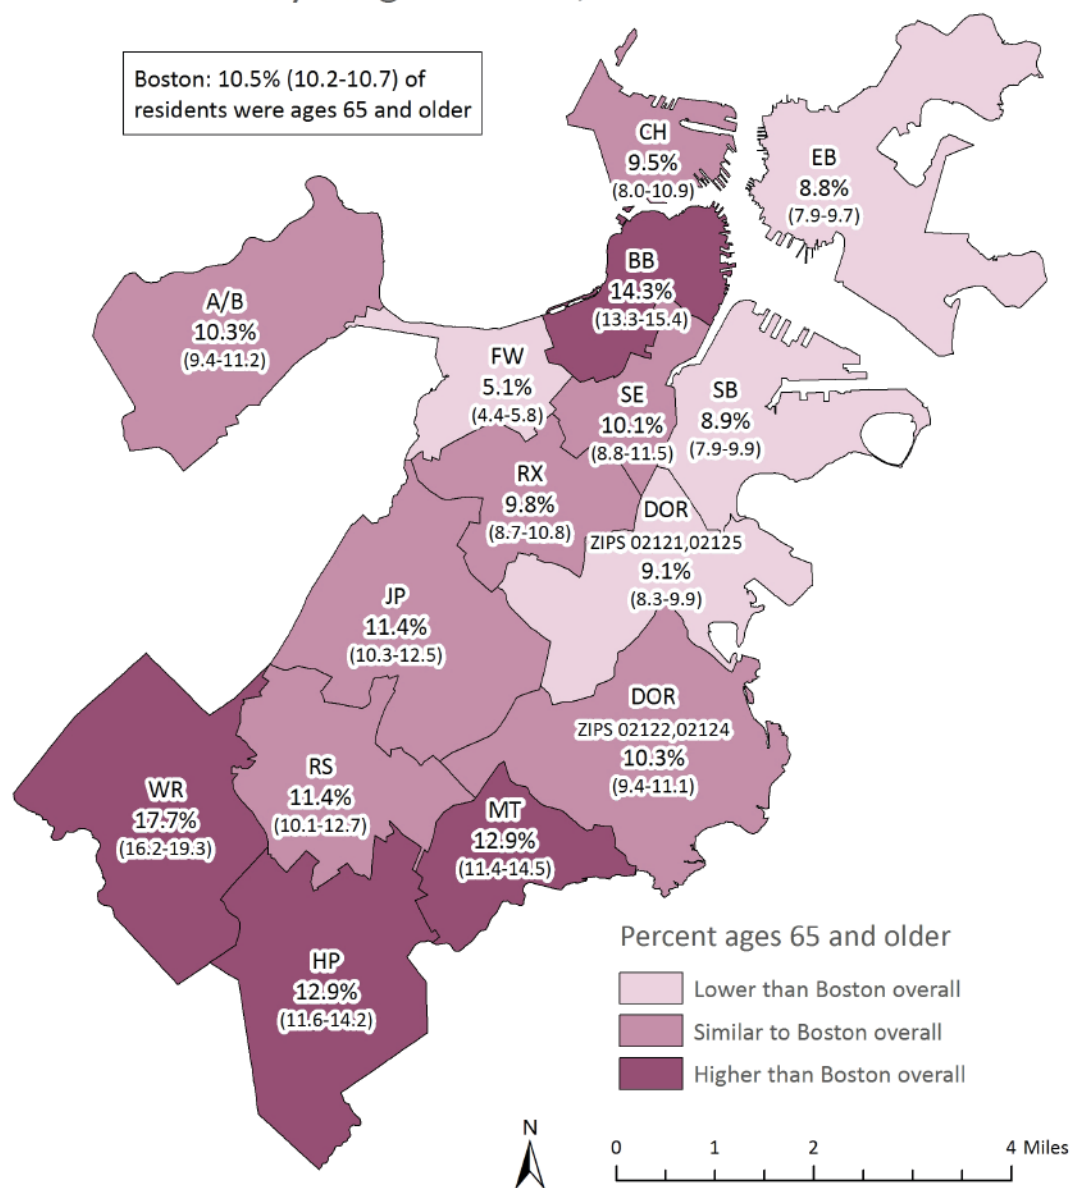 Boston: 10.5% (10.2-10.7) of
residents were ages 65 and older
CH
9.5%
(8.0-10.9)
EB
8.8%
(7.9-9.7)
BB
14.3%
(13.3-15.4)
A/B
10.3%
(9.4-11.2)
FW
5.1%
(4.4-5.8)
SE
10.1%
(8.8-11.5)
SB
8.9%
(7.9-9.9)
RX
9.8%
(8.7-10.8)
DOR
ZIPS 02121,02125
9.1%
(8.3-9.9)
JP
11.4%
(10.3-12.5)
DOR
ZIPS 02122,02124
10.3%
(9.4-11.1)
RS
11.4%
(10.1-12.7)
WR
17.7%
(16.2-19.3)
MT
12.9%
(11.4-14.5)
HP
12.9%
(11.6-14.2)
Percent ages 65 and older
Lower than Boston overall
Similar to Boston overall
Higher than Boston overall
N
0 1 2 4 Miles